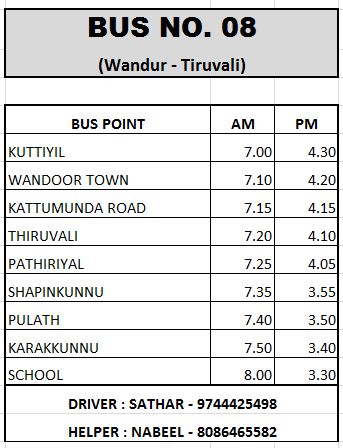 BUS NO. 08
(Wandur - Tiruvali)
BUS POINT AM PM
KUTTIYIL 7.00 4.30
WANDOOR TOWN 7.10 4.20
KATTUMUNDA ROAD 7.15 4.15
THIRUVALI 7.20 4.10
PATHIRIYAL 7.25 4.05
SHAPINKUNNU 7.35 3.55
PULATH 7.40 3.50
KARAKKUNNU 7.50 3.40
SCHOOL 8.00 3.30
DRIVER : SATHAR - 9744425498
HELPER : NABEEL - 8086465582